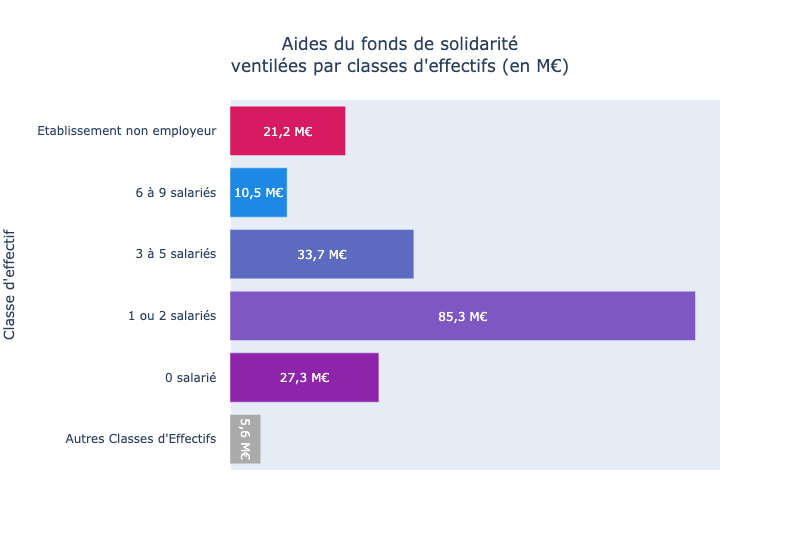 Aides du fonds de solidarité
ventilées par classes d'effectifs (en M€)
Classe d'effectif
Etablissement non employeur
21,2 M€
6 à 9 salariés
10,5 M€
3 à 5 salariés
33,7 M€
1 ou 2 salariés
85,3 M€
0 salarié
27,3 M€
Autres Classes d'Effectifs
5,6 M€